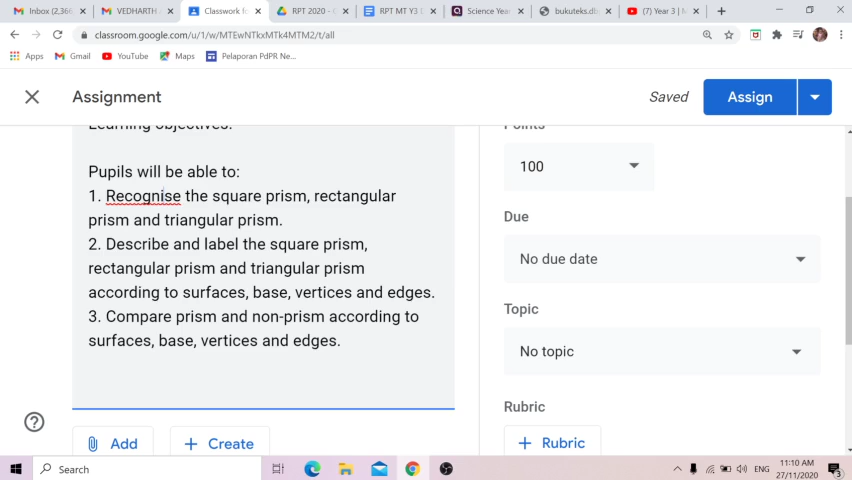 Inbox (2,366
VEDHARTH
Classwork fo
RPT 2020 - 
RPT MT Y3 D
Science Year
bukuteks.dlm
(7) Year 3 | M
classroom.google.com/u/1/w/MTEwNTkxMTk4MTM2/t/all
Apps
Gmail
YouTube
Maps
Pelaporan PdPR Ne...
Assignment
Saved
Assign
Learning objectives:
Pupils will be able to:
1. Recognise the square prism, rectangular
prism and triangular prism.
2. Describe and label the square prism,
rectangular prism and triangular prism
according to surfaces, base, vertices and edges.
3. Compare prism and non-prism according to
surfaces, base, vertices and edges.
Add
Create
Points
100
Due
No due date
Topic
No topic
Rubric
Rubric
Search
ENG
11:10 AM
27/11/2020
3